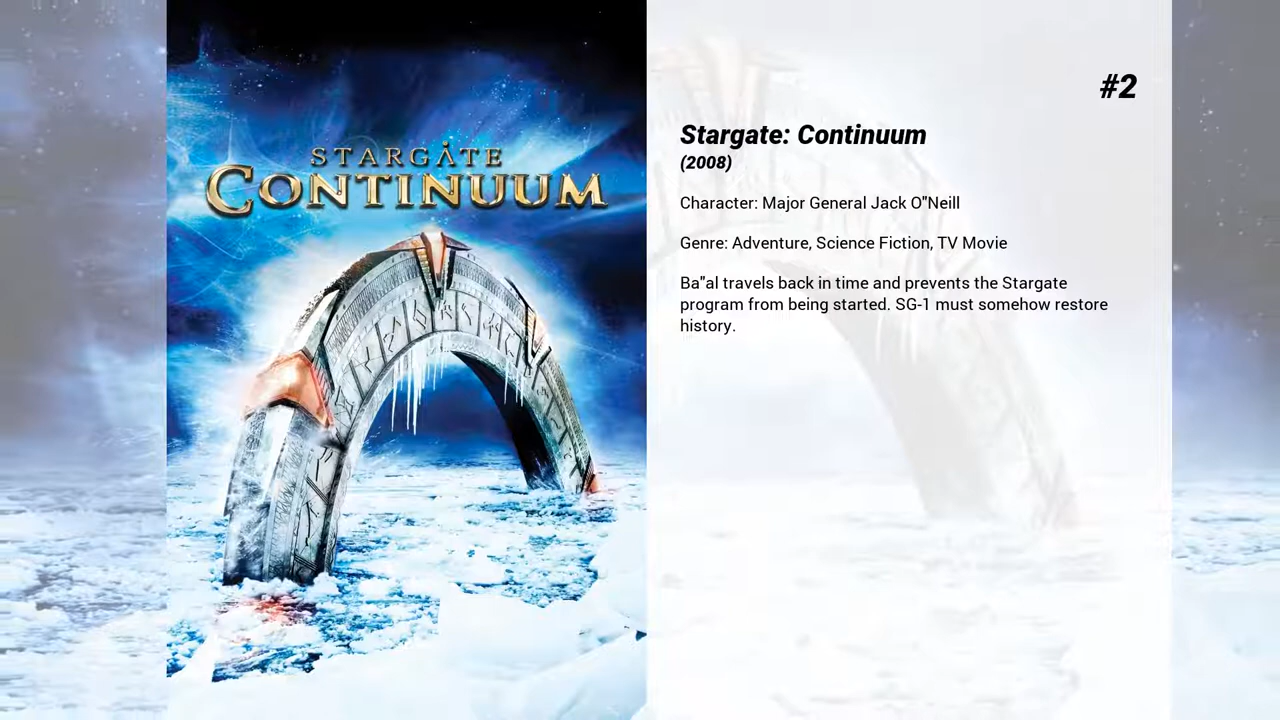 STARGATE
CONTINUUM
#2
Stargate: Continuum
(2008)
Character: Major General Jack O"Neill
Genre: Adventure, Science Fiction, TV Movie
Ba"al travels back in time and prevents the Stargate
program from being started. SG-1 must somehow restore
history.